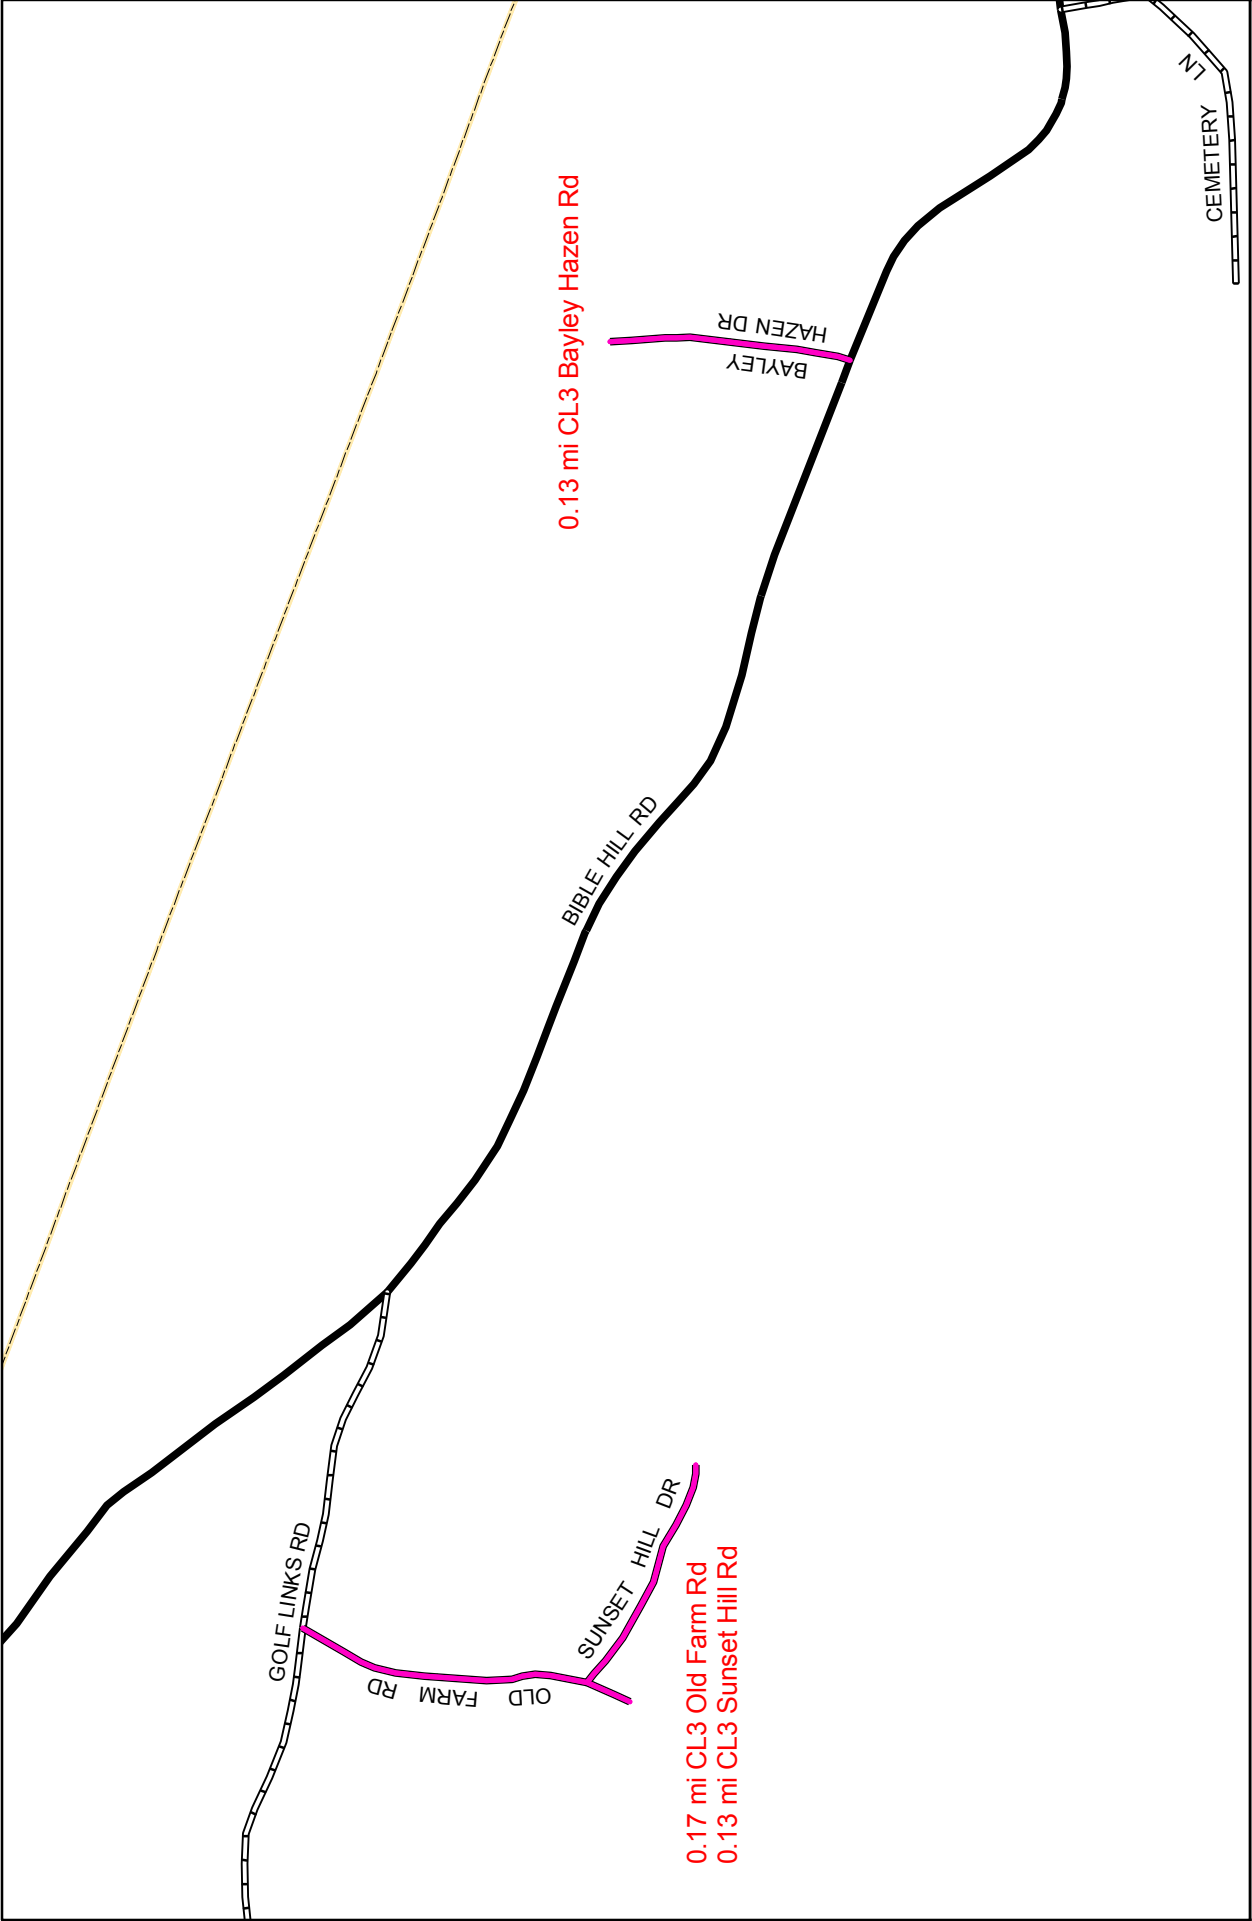 LN
CEMETERY
0.13 mi CL3 Bayley Hazen Rd
HAZEN DR
BAYLEY
BIBLE HILL RD
GOLF LINKS RD
SUNSET HILL DR
OLD FARM RD
0.17 mi CL3 Old Farm Rd
0.13 mi CL3 Sunset Hill Rd